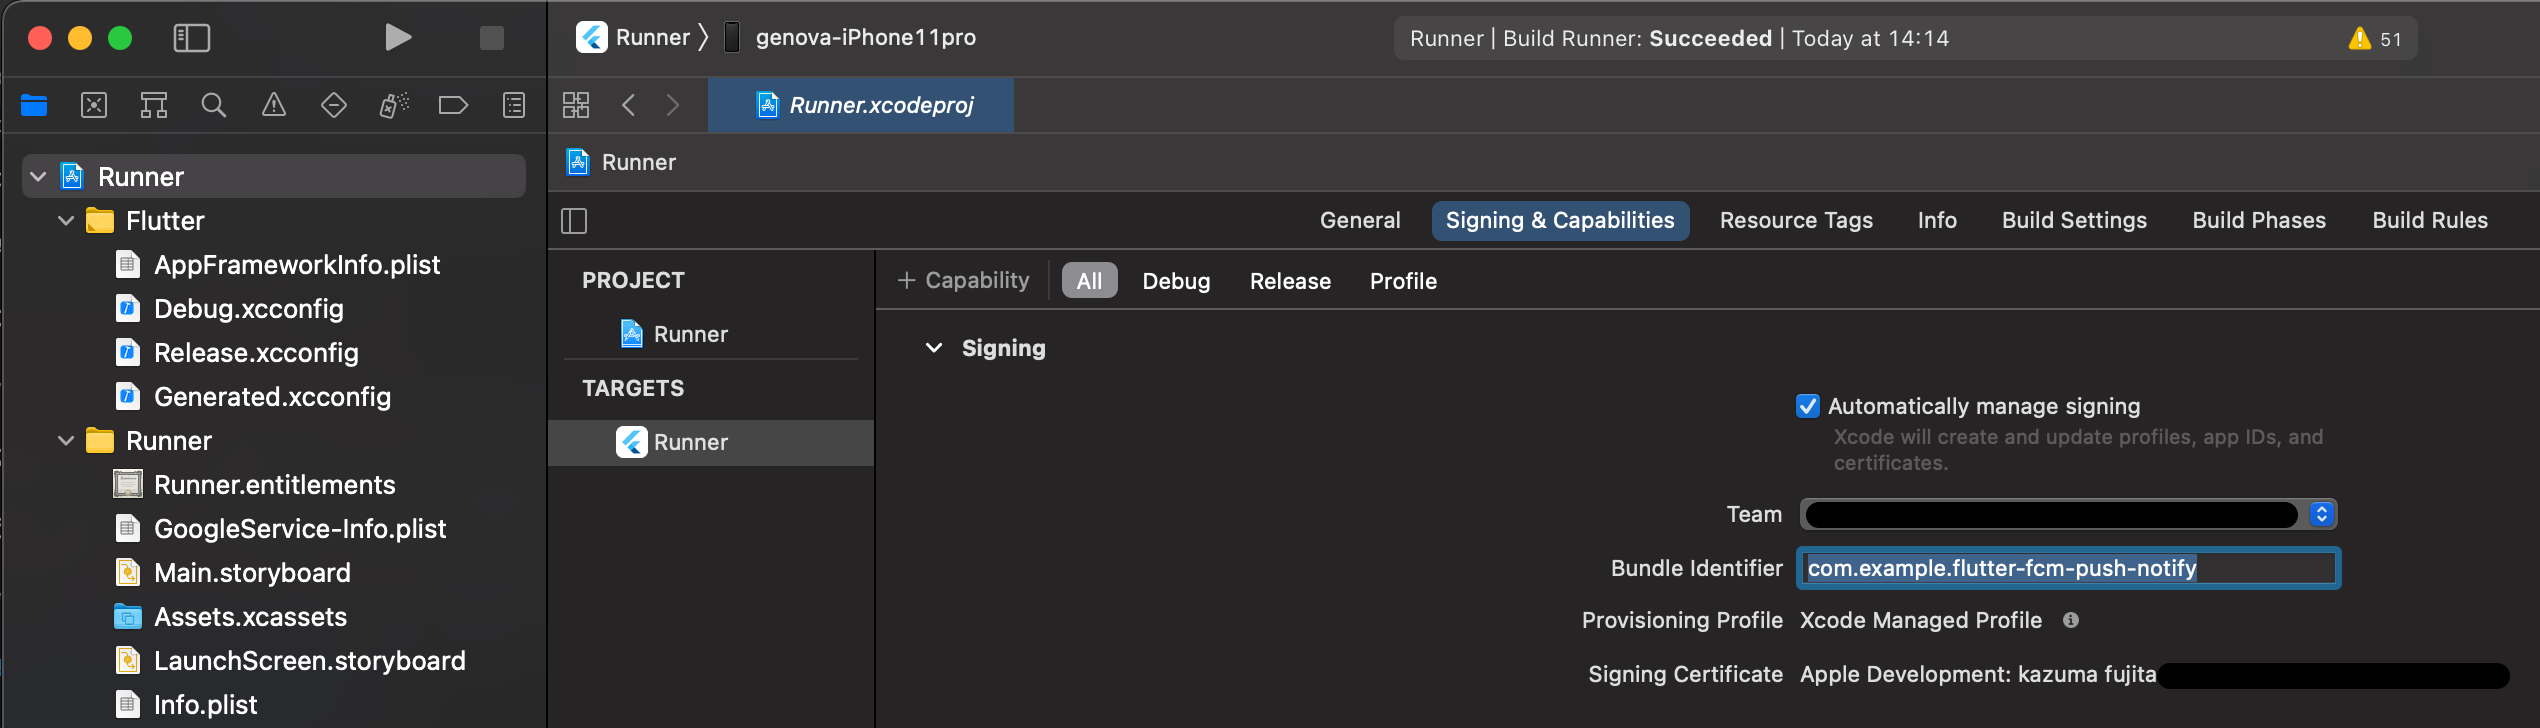 Runner
genova-iPhone11pro
Runner | Build Runner: Succeeded | Today at 14:14
51
Runner.xcodeproj
Runner
Runner
Flutter
AppFrameworkInfo.plist
Debug.xcconfig
Release.xcconfig
Generated.xcconfig
Runner
Runner.entitlements
GoogleService-Info.plist
Main.storyboard
Assets.xcassets
LaunchScreen.storyboard
Info.plist
General
Signing & Capabilities
Resource Tags
Info
Build Settings
Build Phases
Build Rules
PROJECT
Runner
TARGETS
Runner
+ Capability
All
Debug
Release
Profile
Signing
Automatically manage signing
Xcode will create and update profiles, app IDs, and
certificates.
Team
Bundle Identifier com.example.flutter-fcm-push-notify
Provisioning Profile Xcode Managed Profile
Signing Certificate Apple Development: kazuma fujita